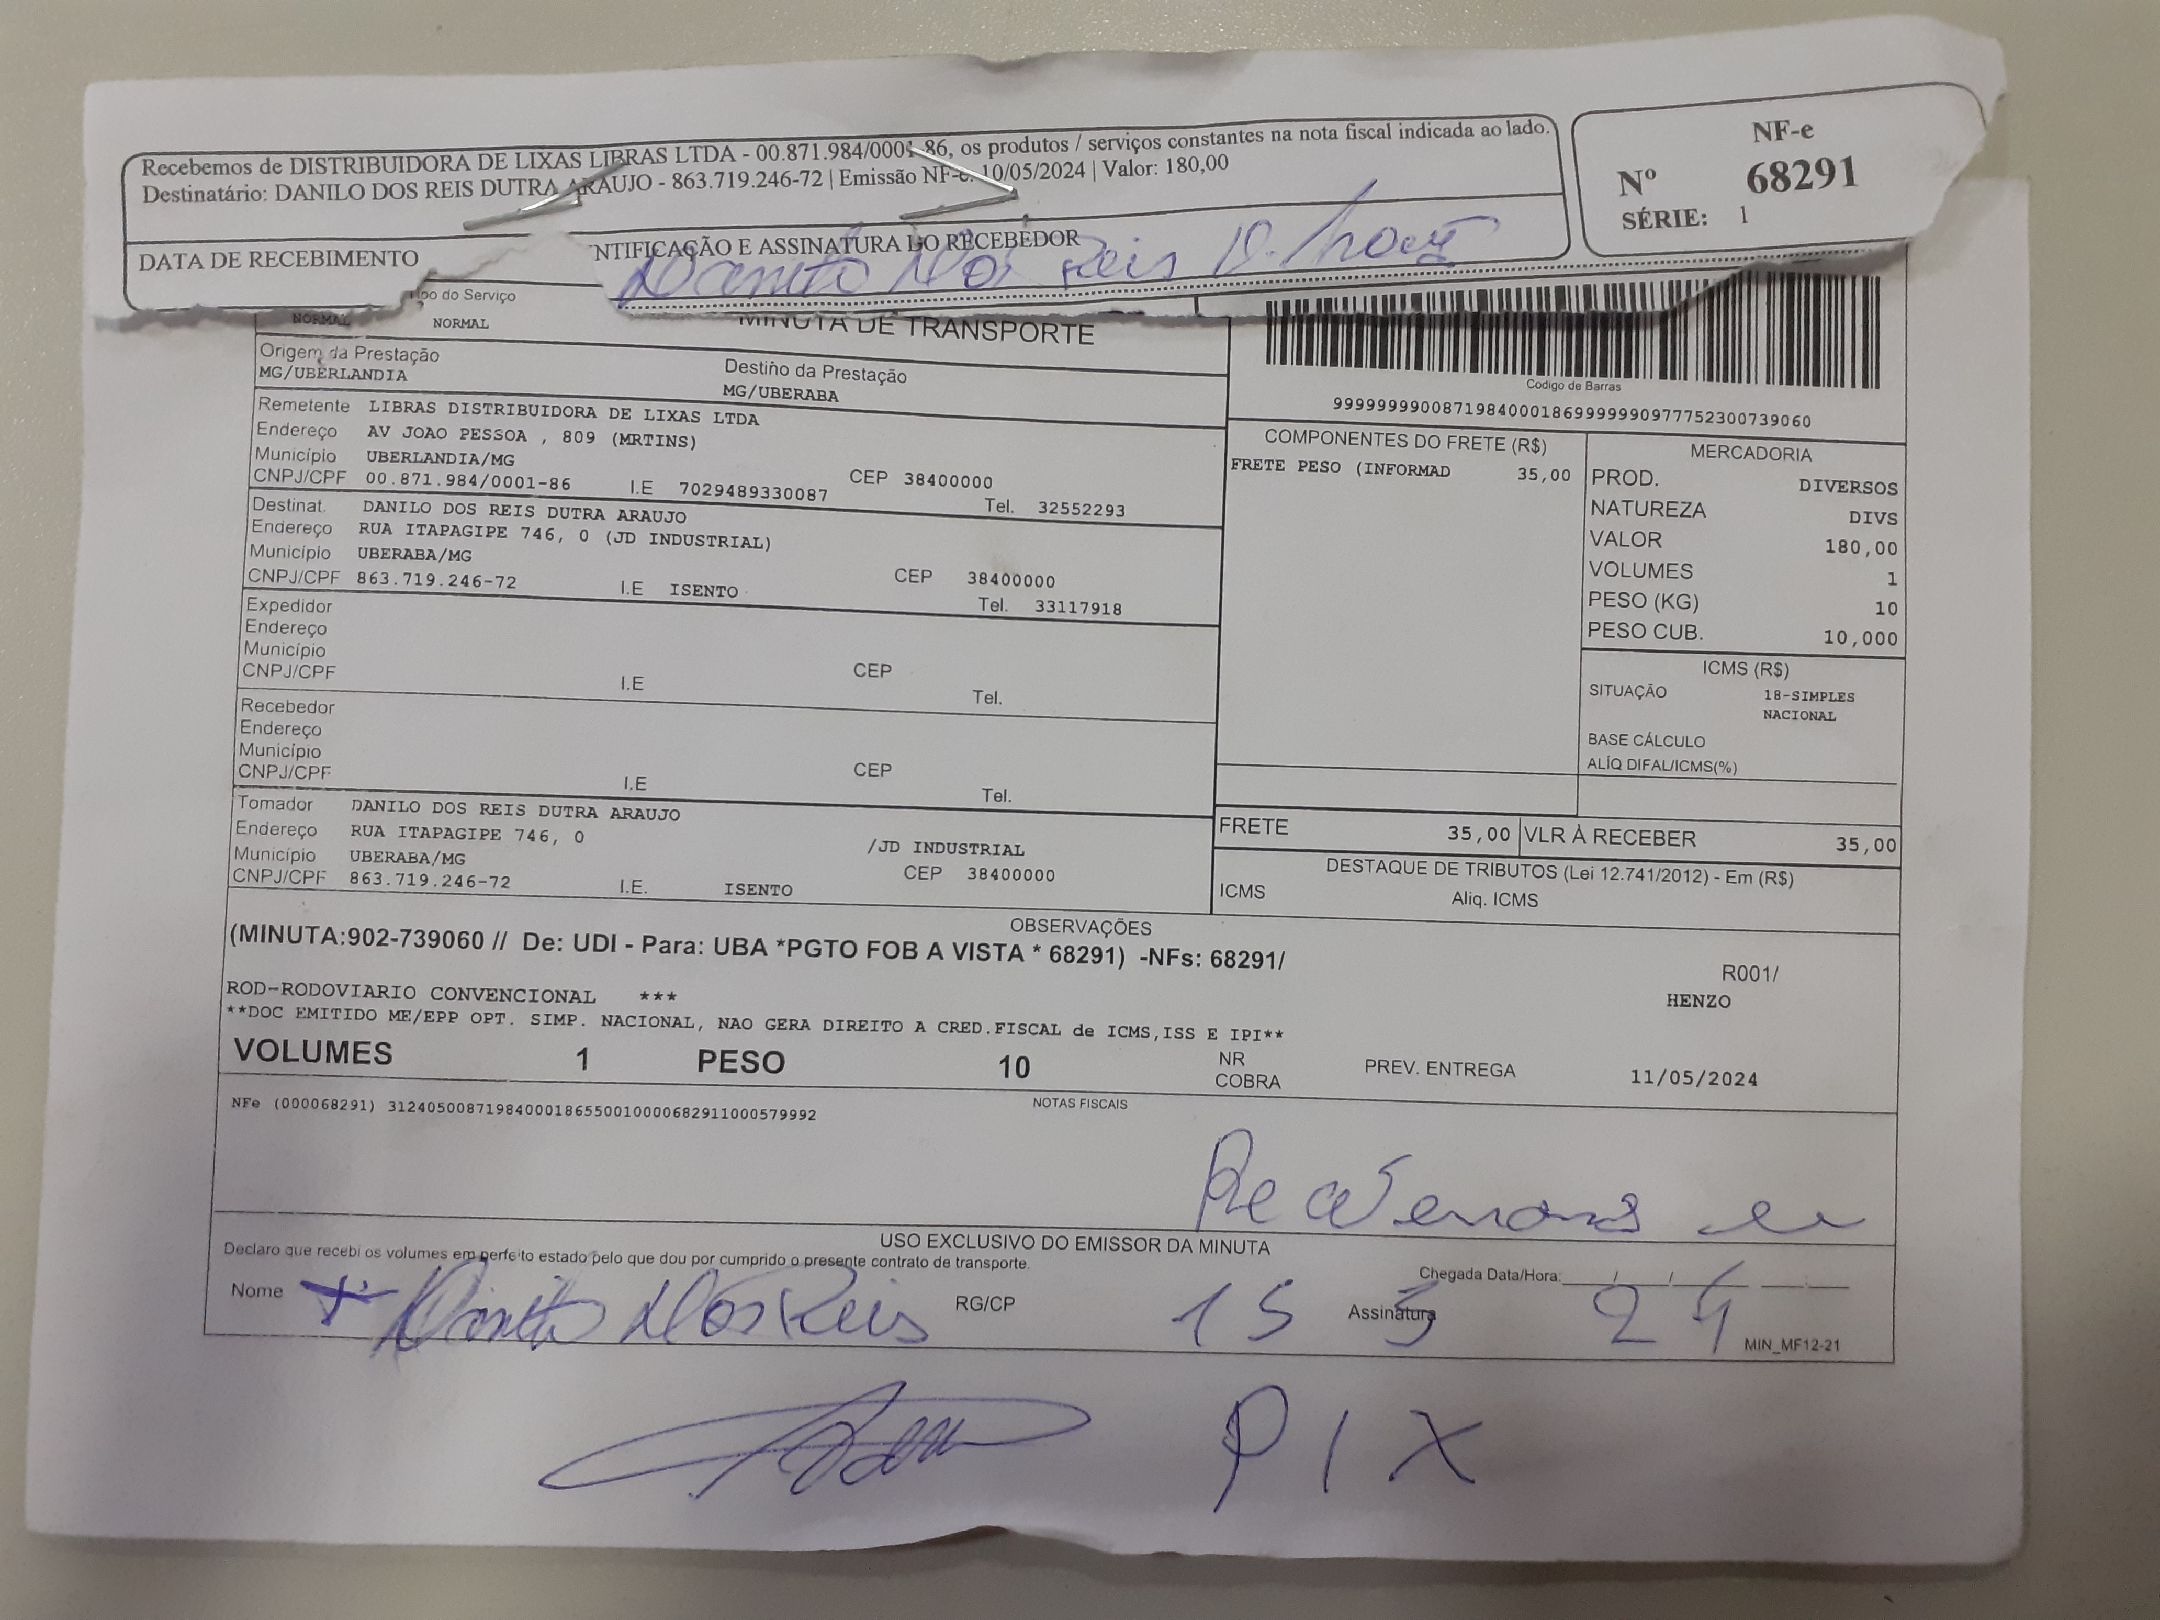 Recebemos de DISTRIBUIDORA DE LIXAS LIBRAS LTDA - 00.871.984/0001-86, os produtos / serviços constantes na nota fiscal indicada ao lado.
Destinatário: DANILO DOS REIS DUTRA ARAUJO - 863.719.246-72 | Emissão NF-e: 10/05/2024 | Valor: 180,00
NF-e
Nº 68291
SÉRIE: 1
DATA DE RECEBIMENTO
NTIFICAÇÃO E ASSINATURA DO RECEBEDOR
dos Reis
do Serviço
NORMAL
NORMAL
MINUTA DE TRANSPORTE
Origem da Prestação
MG/UBERLANDIA
Destino da Prestação
MG/UBERABA
Codigo de Barras
Remetente LIBRAS DISTRIBUIDORA DE LIXAS LTDA
Endereço AV JOAO PESSOA , 809 (MRTINS)
Município UBERLANDIA/MG
CEP 38400000
CNPJ/CPF 00.871.984/0001-86 I.E 7029489330087 Tel. 32552293
Destinat. DANILO DOS REIS DUTRA ARAUJO
Endereço RUA ITAPAGIPE 746, 0 (JD INDUSTRIAL)
Município UBERABA/MG
CEP 38400000
CNPJ/CPF 863.719.246-72 I.E ISENTO Tel. 33117918
Expedidor
Endereço
Município
CEP
CNPJ/CPF I.E Tel.
Recebedor
Endereço
Município
CEP
CNPJ/CPF I.E Tel.
Tomador DANILO DOS REIS DUTRA ARAUJO
Endereço RUA ITAPAGIPE 746, 0 /JD INDUSTRIAL
Município UBERABA/MG CEP 38400000
CNPJ/CPF 863.719.246-72 I.E. ISENTO
COMPONENTES DO FRETE (R$)
FRETE PESO (INFORMAD 35,00
MERCADORIA
PROD. DIVERSOS
NATUREZA DIVS
VALOR 180,00
VOLUMES 1
PESO (KG) 10
PESO CUB. 10,000
ICMS (R$)
SITUAÇÃO 18-SIMPLES
NACIONAL
BASE CÁLCULO
ALÍQ DIFAL/ICMS(%)
FRETE 35,00 VLR À RECEBER 35,00
DESTAQUE DE TRIBUTOS (Lei 12.741/2012) - Em (R$)
ICMS Aliq. ICMS
OBSERVAÇÕES
(MINUTA:902-739060 // De: UDI - Para: UBA *PGTO FOB A VISTA * 68291) -NFs: 68291/
R001/
HENZO
ROD-RODOVIARIO CONVENCIONAL ***
**DOC EMITIDO ME/EPP OPT. SIMP. NACIONAL, NAO GERA DIREITO A CRED.FISCAL de ICMS,ISS E IPI**
VOLUMES 1 PESO 10 NR
COBRA
PREV. ENTREGA 11/05/2024
NOTAS FISCAIS
NFe (000068291) 31240500871984000186550010000682911000579992
USO EXCLUSIVO DO EMISSOR DA MINUTA
Declaro que recebi os volumes em perfeito estado pelo que dou por cumprido o presente contrato de transporte.
Chegada Data/Hora: / /  :
Nome dos Reis RG/CP 15 Assinatura 5 24
MIN_MF12-21
PIX